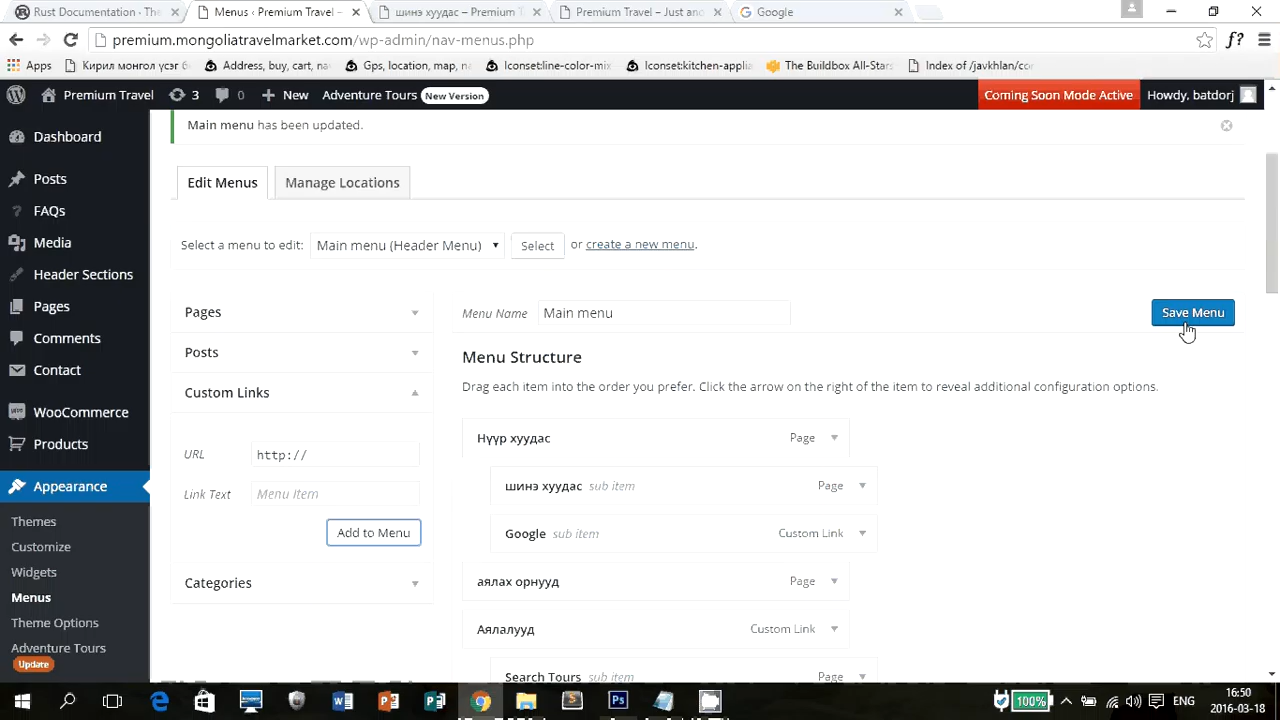 Rust Documentation · The
Menus ‹ Premium Travel ‹
шинэ хуудас – Premium T
Premium Travel – Just ano
Google
premium.mongoliatravelmarket.com/wp-admin/nav-menus.php
Apps
Кирил монгол үсэг
Address, buy, cart, nav
Gps, location, map, na
Iconset:line-color-mix
Iconset:kitchen-applia
The Buildbox All-Stars
Index of /javkhlan/co
Premium Travel
3
0
New
Adventure Tours
New Version
Coming Soon Mode Active
Howdy, batdorj
Dashboard
Posts
FAQs
Media
Header Sections
Pages
Comments
Contact
WooCommerce
Products
Appearance
Themes
Customize
Widgets
Menus
Theme Options
Adventure Tours
Update
Main menu has been updated.
Edit Menus
Manage Locations
Select a menu to edit:
Main menu (Header Menu)
Select
or create a new menu.
Pages
Posts
Custom Links
URL
http://
Link Text
Menu Item
Add to Menu
Categories
Menu Name
Main menu
Save Menu
Menu Structure
Drag each item into the order you prefer. Click the arrow on the right of the item to reveal additional configuration options.
Нүүр хуудас
Page
шинэ хуудас sub item
Page
Google sub item
Custom Link
аялах орнууд
Page
Аялалууд
Custom Link
Search Tours sub item
Page
100%
ENG
16:50
2016-03-18